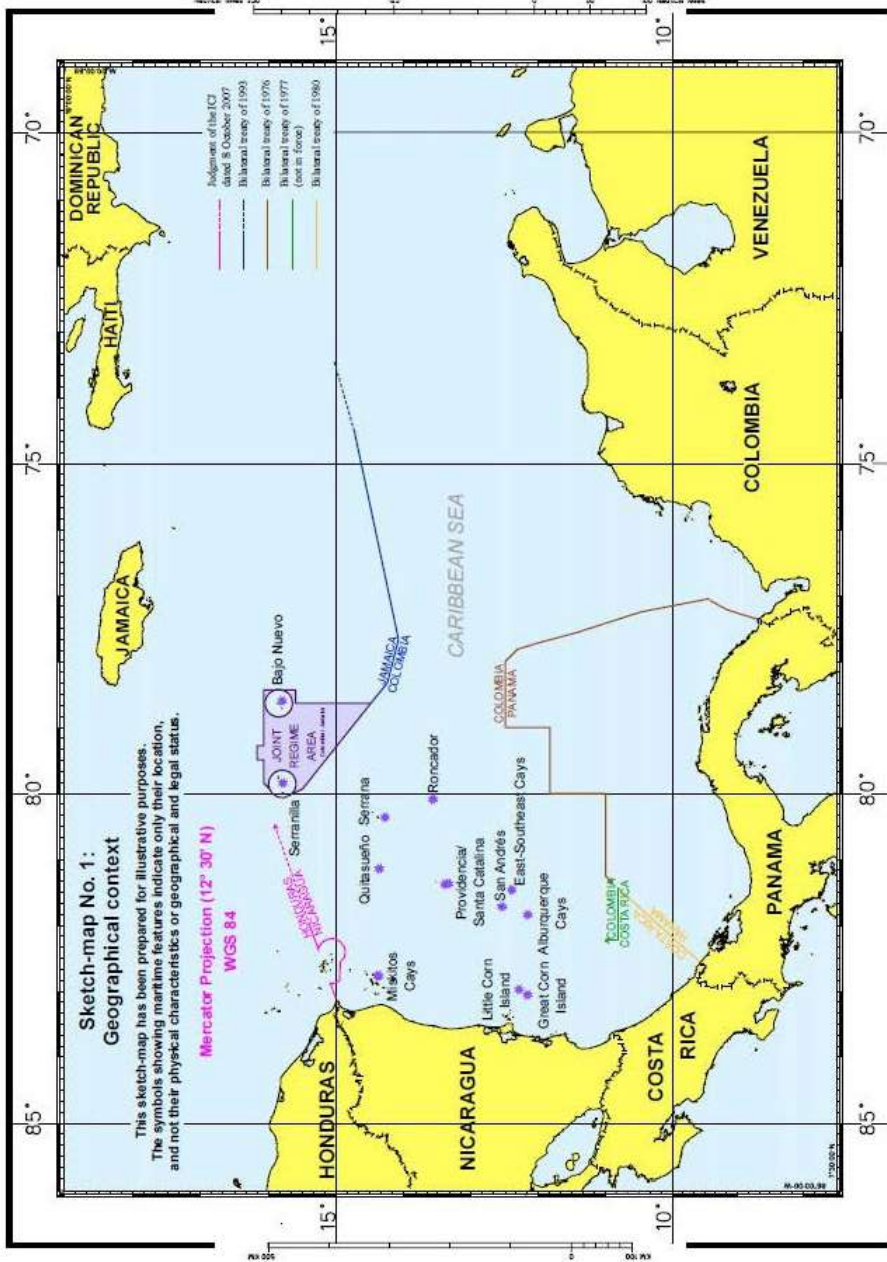 Sketch-map No. 1:
Geographical context
This sketch-map has been prepared for illustrative purposes.
The symbols showing maritime features indicate only their location,
and not their physical characteristics or geographical and legal status.
Mercator Projection (12° 30' N)
WGS 84
85°
80°
75°
70°
15°
10°
JAMAICA
HAITI
DOMINICAN
REPUBLIC
Judgment of the ICJ
dated 8 October 2007
Bilateral treaty of 1993
Bilateral treaty of 1976
Bilateral treaty of 1977
(not in force)
Bilateral treaty of 1980
HONDURAS
NICARAGUA
Serranilla
JOINT
REGIME
AREA
Bajo Nuevo
JAMAICA
COLOMBIA
Quitasueño
Serrana
Roncador
Miskitos
Cays
Providencia/
Santa Catalina
San Andrés
East-Southeast Cays
Alburquerque
Cays
Little Corn
Island
Great Corn
Island
CARIBBEAN SEA
COLOMBIA
PANAMA
COLOMBIA
COSTA RICA
HONDURAS
NICARAGUA
COSTA
RICA
PANAMA
COLOMBIA
VENEZUELA
85°
80°
75°
70°
15°
10°